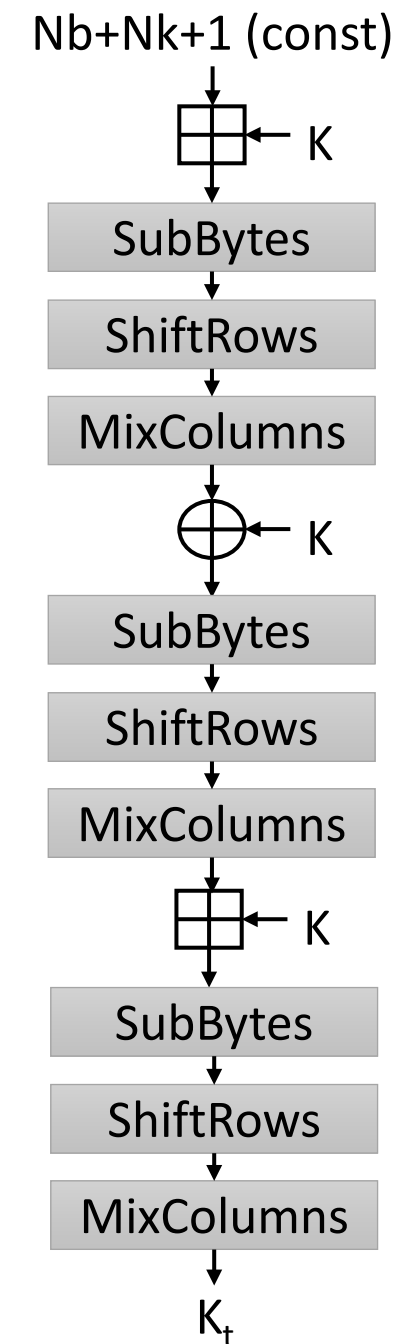 Nb+Nk+1 (const)
K
SubBytes
ShiftRows
MixColumns
K
SubBytes
ShiftRows
MixColumns
K
SubBytes
ShiftRows
MixColumns
Kt